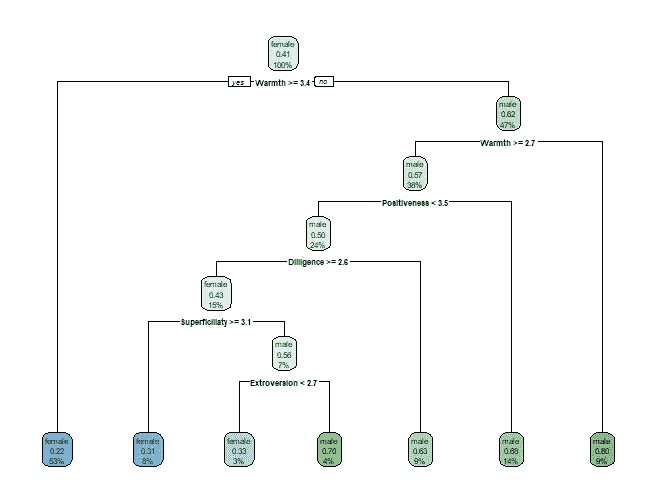 female
0.41
100%
yes Warmth >= 3.4 no
male
0.62
47%
Warmth >= 2.7
male
0.57
38%
Positiveness < 3.5
male
0.50
24%
Diligence >= 2.6
female
0.43
15%
Superficiliaty >= 3.1
male
0.56
7%
Extroversion < 2.7
female
0.22
53%
female
0.31
8%
female
0.33
3%
male
0.70
4%
male
0.63
9%
male
0.68
14%
male
0.80
9%